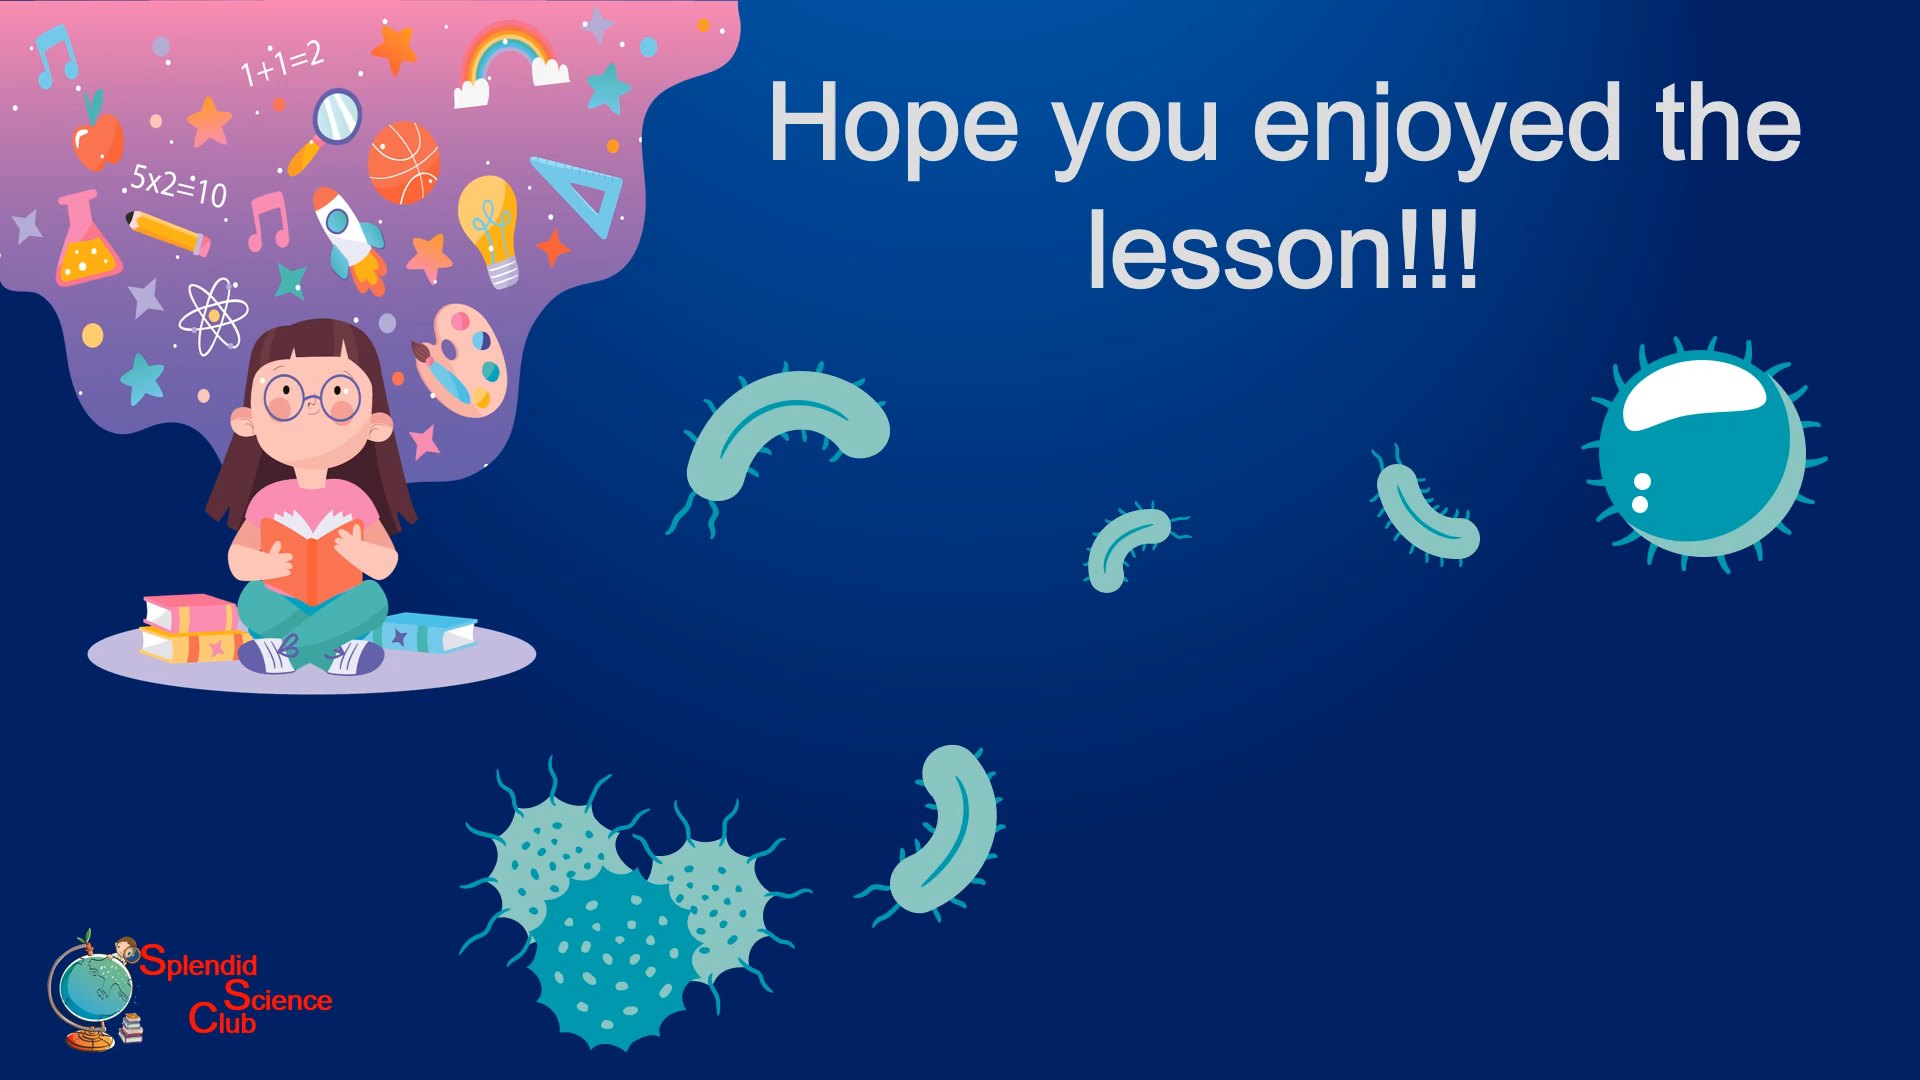 1+1=2
5x2=10
Hope you enjoyed the
lesson!!!
Splendid
Science
Club